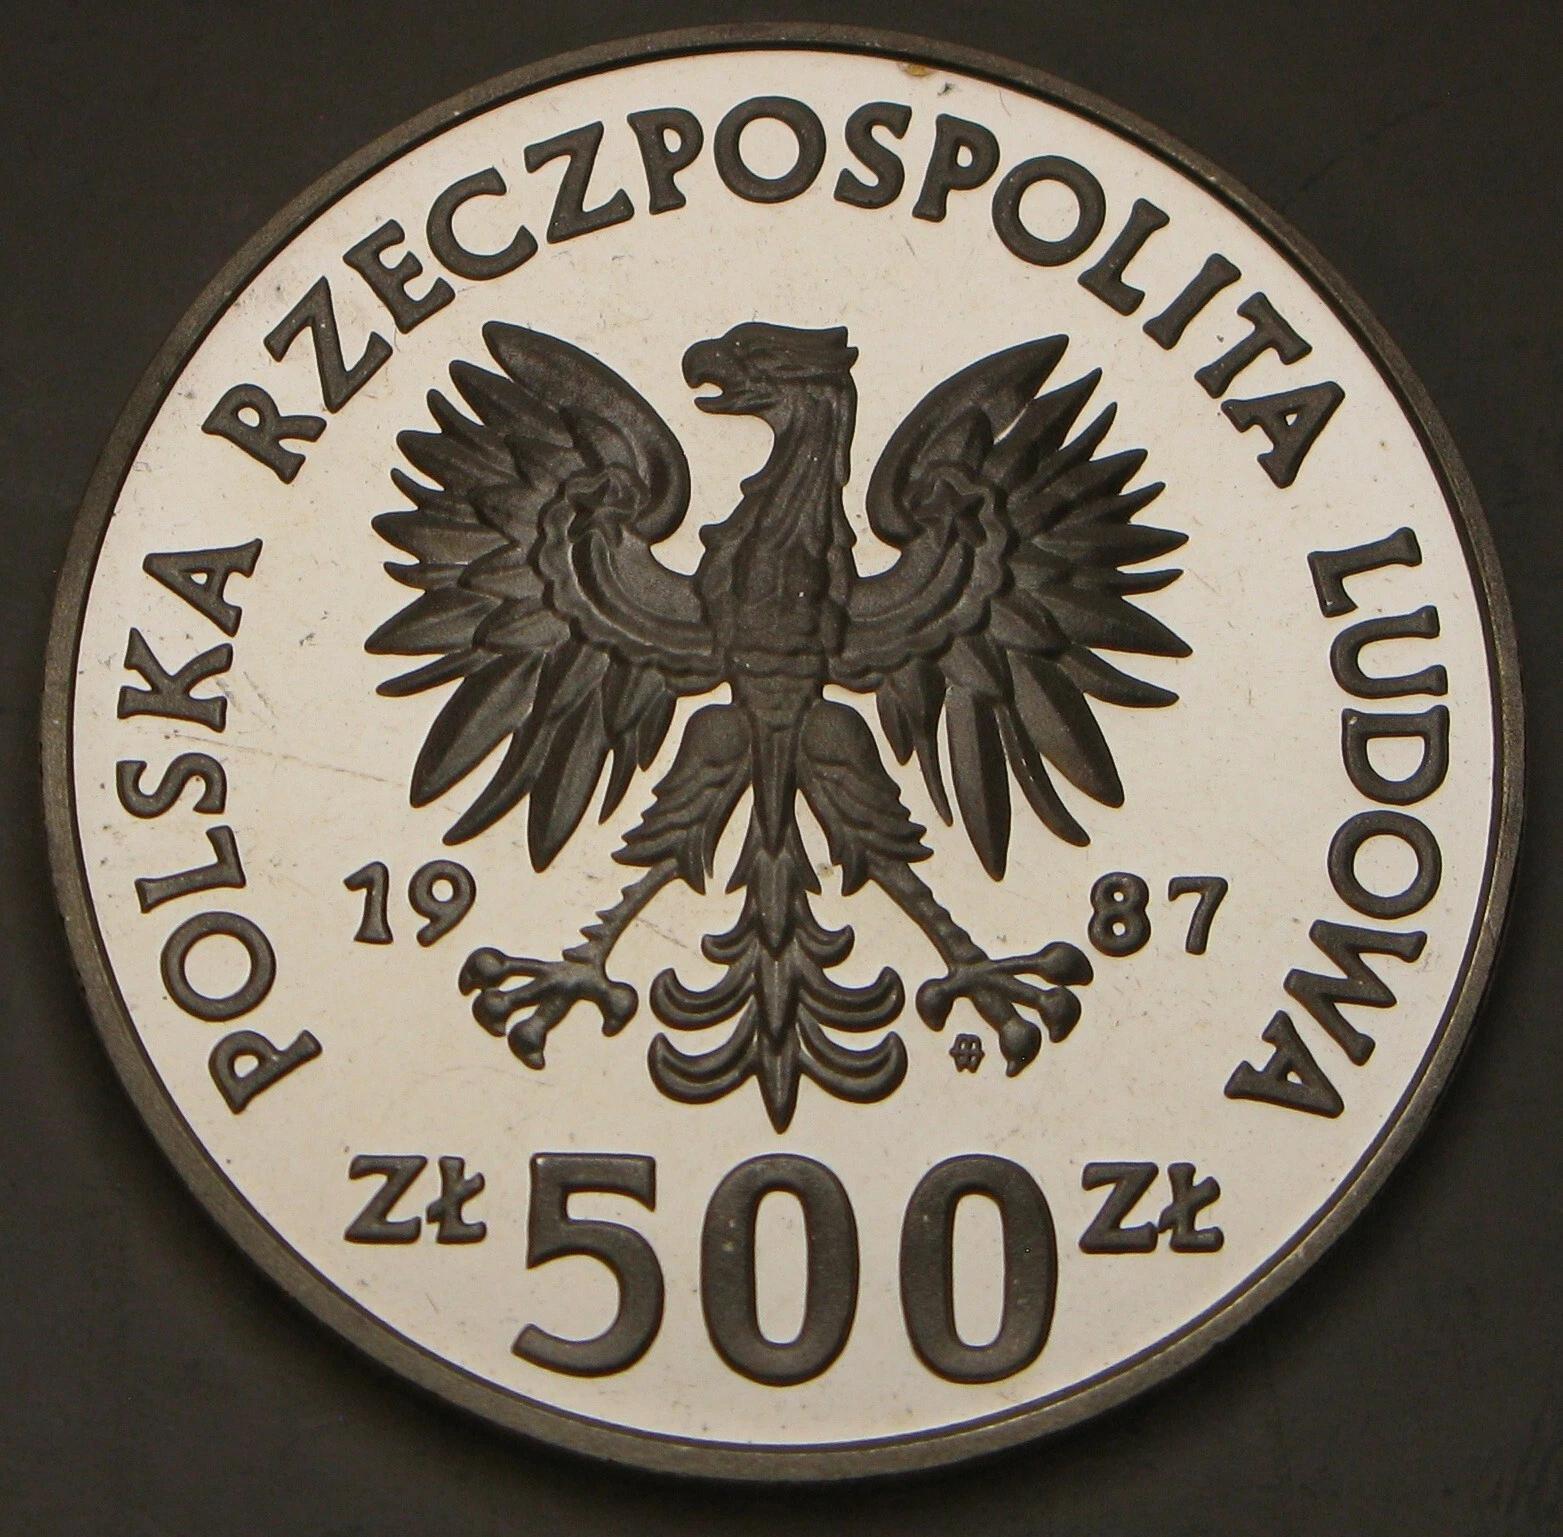 POLSKA RZECZPOSPOLITA LUDOWA
19 87
ZŁ 500 ZŁ